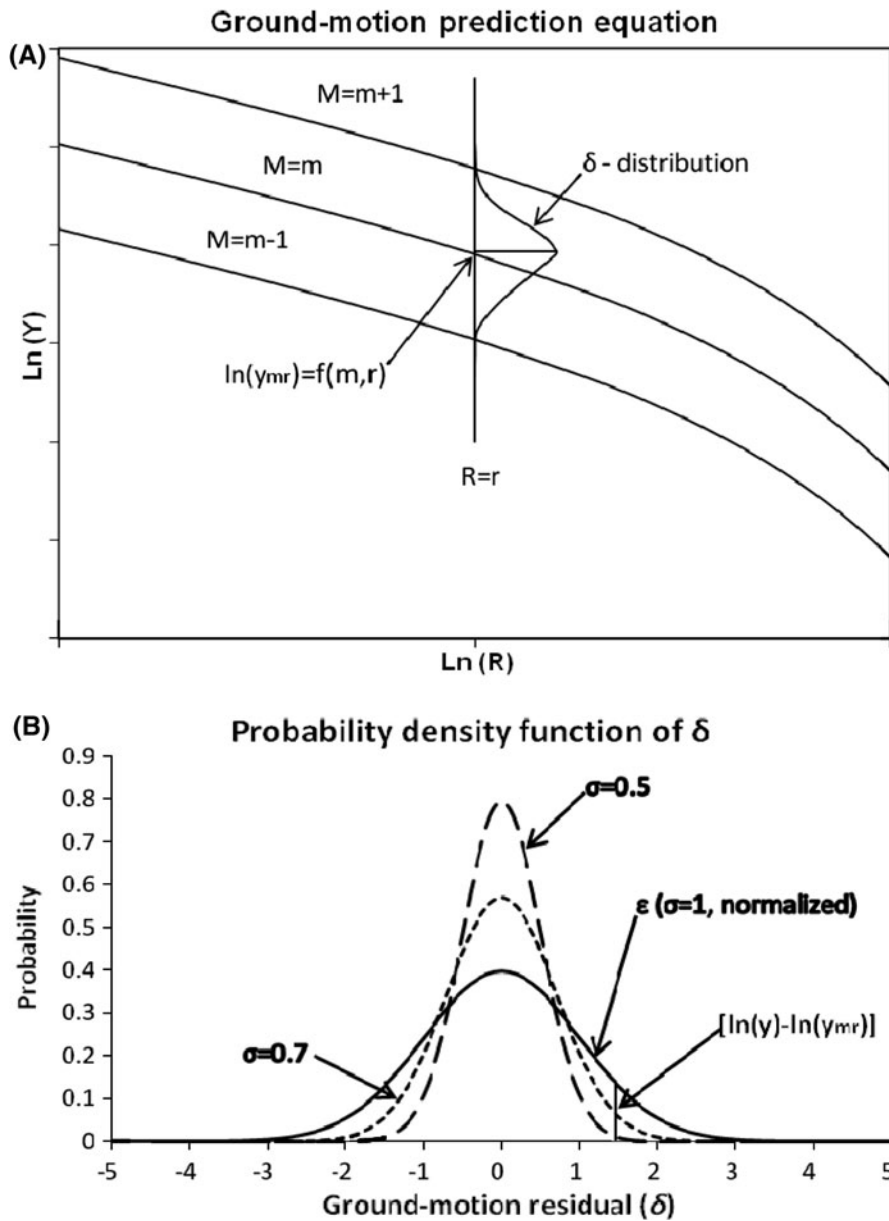 Ground-motion prediction equation
(A)
M=m+1
M=m
δ - distribution
M=m-1
Ln(Y)
ln(ymr)=f(m,r)
R=r
Ln (R)
(B)
Probability density function of δ
0.9
0.8
0.7
0.6
0.5
0.4
0.3
0.2
0.1
0
Probability
σ=0.5
ε (σ=1, normalized)
[ln(y)-ln(ymr)]
σ=0.7
-5 -4 -3 -2 -1 0 1 2 3 4 5
Ground-motion residual (δ)